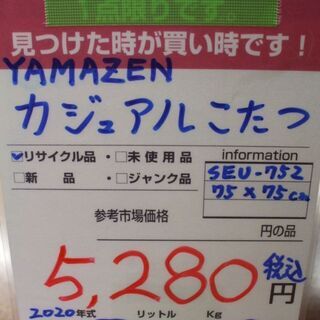 1点限りです。
見つけた時が買い時です！
YAMAZEN
カジュアルこたつ
☑リサイクル品 ・□未使用品
□新品 ・□ジャンク品
information
SEU-752
75×75cm
参考市場価格
円の品
5,280円 税込
2020年式 リットル Kg